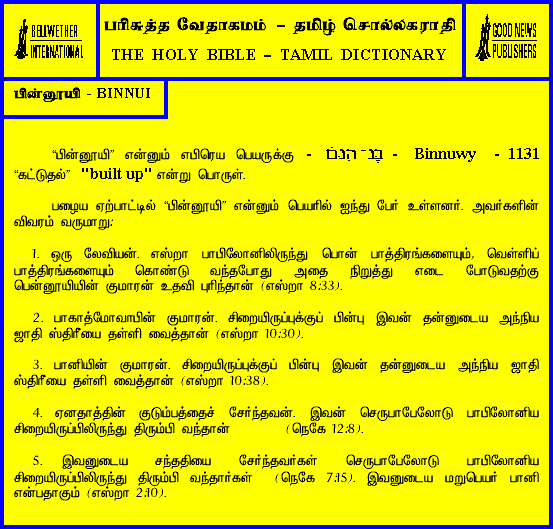 BELLWETHER
INTERNATIONAL
பரிசுத்த வேதாகமம் – தமிழ் சொல்லகராதி
THE HOLY BIBLE – TAMIL DICTIONARY
GOOD NEWS
PUBLISHERS
பின்னூயி - BINNUI
“பின்னூயி” என்னும் எபிரெய பெயருக்கு - - Binnuwy - 1131
“கட்டுதல்” "built up" என்று பொருள்.
பழைய ஏற்பாட்டில் “பின்னூயி” என்னும் பெயரில் ஐந்து பேர் உள்ளனர். அவர்களின்
விவரம் வருமாறு:
1. ஒரு லேவியன். எஸ்றா பாபிலோனிலிருந்து பொன் பாத்திரங்களையும், வெள்ளிப்
பாத்திரங்களையும் கொண்டு வந்தபோது அதை நிறுத்து எடை போடுவதற்கு
பென்னூயியின் குமாரன் உதவி புரிந்தான் (எஸ்றா 8:33).
2. பாகாத்மோவாபின் குமாரன். சிறையிருப்புக்குப் பின்பு இவன் தன்னுடைய அந்நிய
ஜாதி ஸ்திரீயை தள்ளி வைத்தான் (எஸ்றா 10:30).
3. பானியின் குமாரன். சிறையிருப்புக்குப் பின்பு இவன் தன்னுடைய அந்நிய ஜாதி
ஸ்திரீயை தள்ளி வைத்தான் (எஸ்றா 10:38).
4. ஏனதாத்தின் குடும்பத்தைச் சேர்ந்தவன். இவன் செருபாபேலோடு பாபிலோனிய
சிறையிருப்பிலிருந்து திரும்பி வந்தான் (நெகே 12:8).
5. இவனுடைய சந்ததியை சேர்ந்தவர்கள் செருபாபேலோடு பாபிலோனிய
சிறையிருப்பிலிருந்து திரும்பி வந்தார்கள் (நெகே 7:15). இவனுடைய மறுபெயர் பானி
என்பதாகும் (எஸ்றா 2:10).